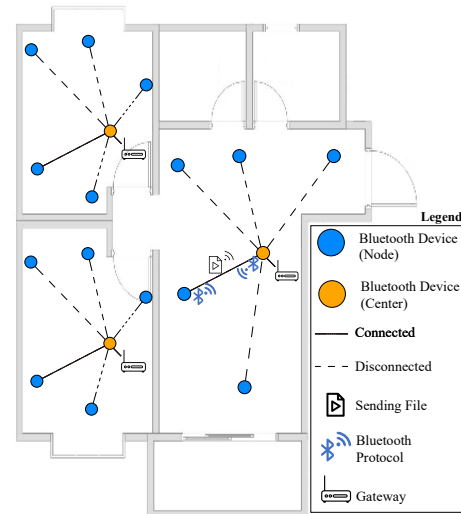 Legend
Bluetooth Device
(Node)
Bluetooth Device
(Center)
Connected
Disconnected
Sending File
Bluetooth
Protocol
Gateway